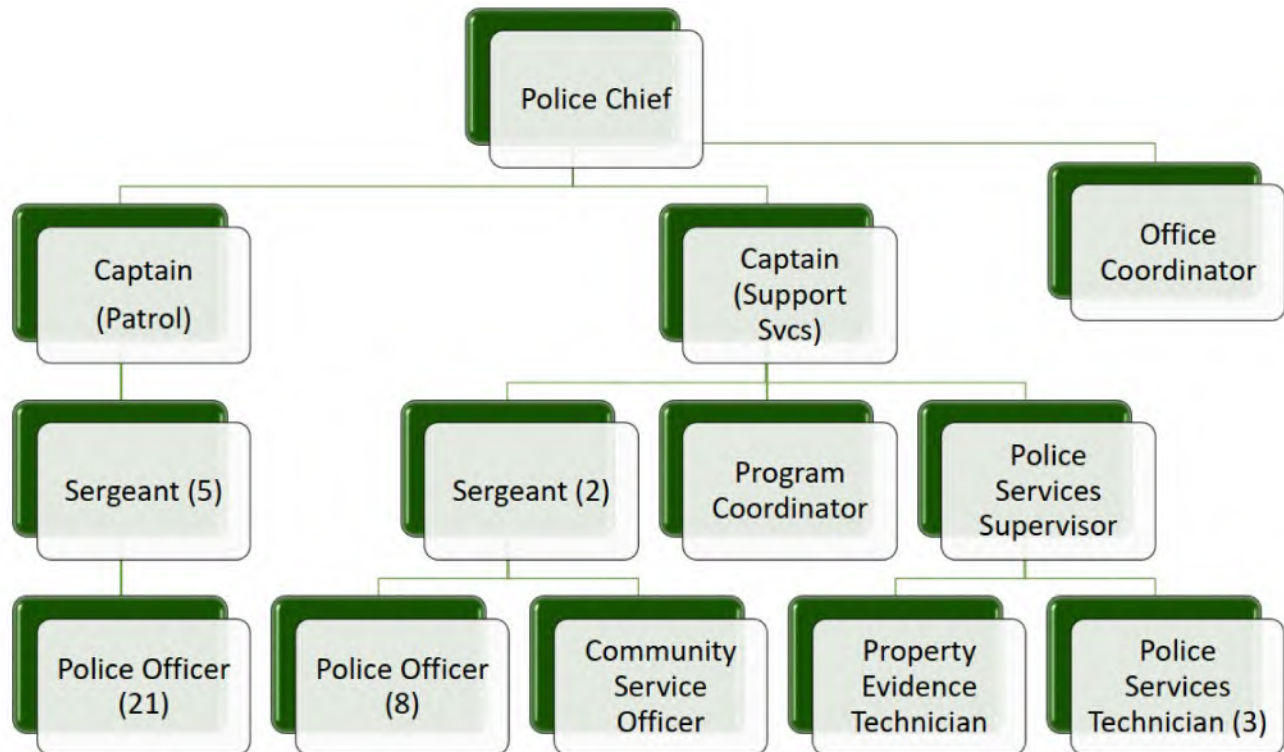 Police Chief
Office
Coordinator
Captain
(Patrol)
Captain
(Support
Svcs)
Sergeant (5)
Sergeant (2)
Program
Coordinator
Police
Services
Supervisor
Police Officer
(21)
Police Officer
(8)
Community
Service
Officer
Property
Evidence
Technician
Police
Services
Technician (3)